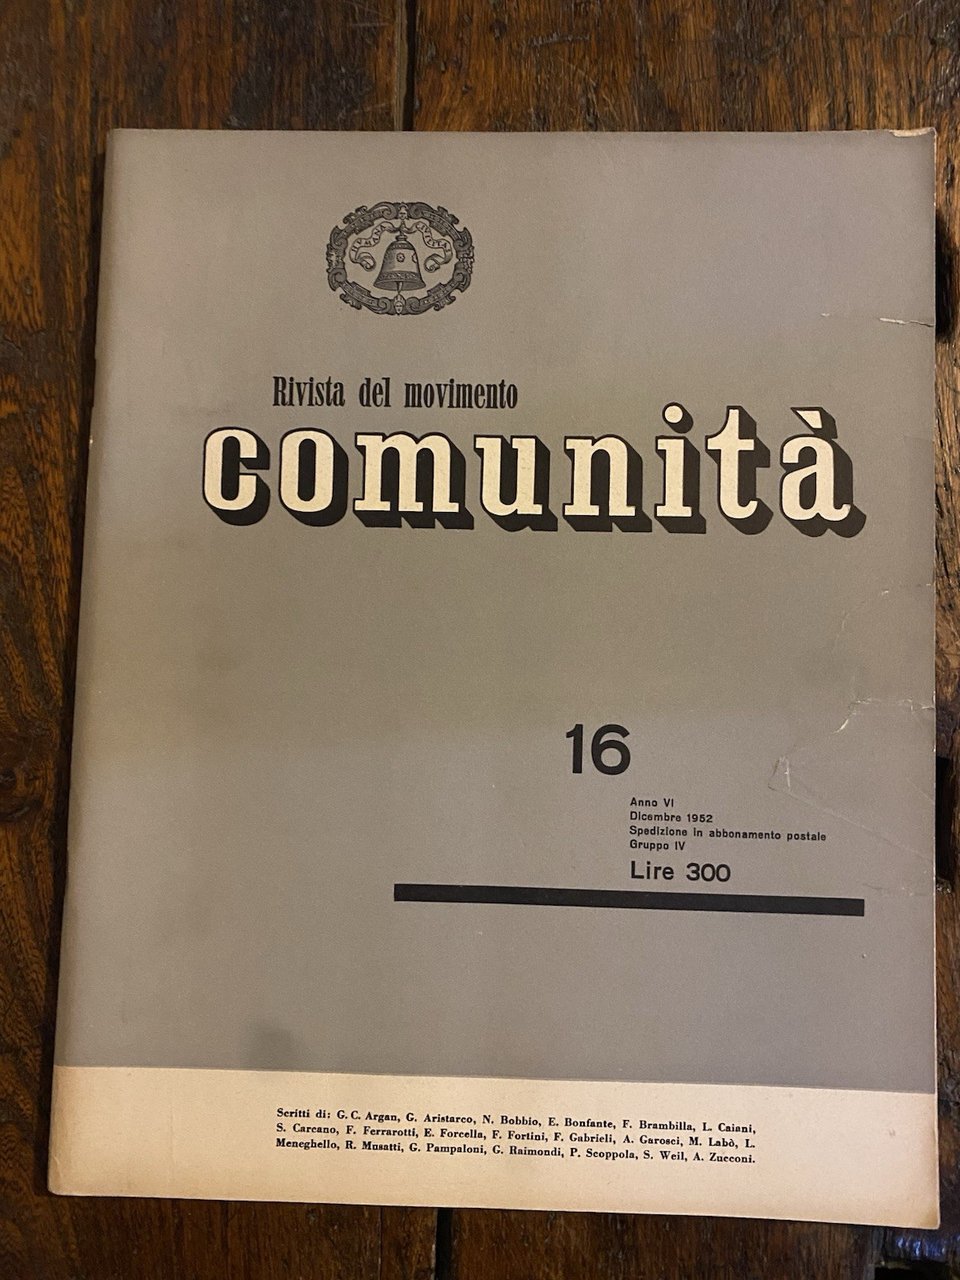 HUMANA CIVILITAS
Rivista del movimento
comunità
16
Anno VI
Dicembre 1952
Spedizione in abbonamento postale
Gruppo IV
Lire 300
Scritti di: G. C. Argan, G. Aristarco, N. Bobbio, E. Bonfante, F. Brambilla, L. Caiani,
S. Carcano, F. Ferrarotti, E. Forcella, F. Fortini, F. Gabrieli, A. Garosci, M. Labò, L.
Meneghello, R. Musatti, G. Pampaloni, G. Raimondi, P. Scoppola, S. Weil, A. Zucconi.